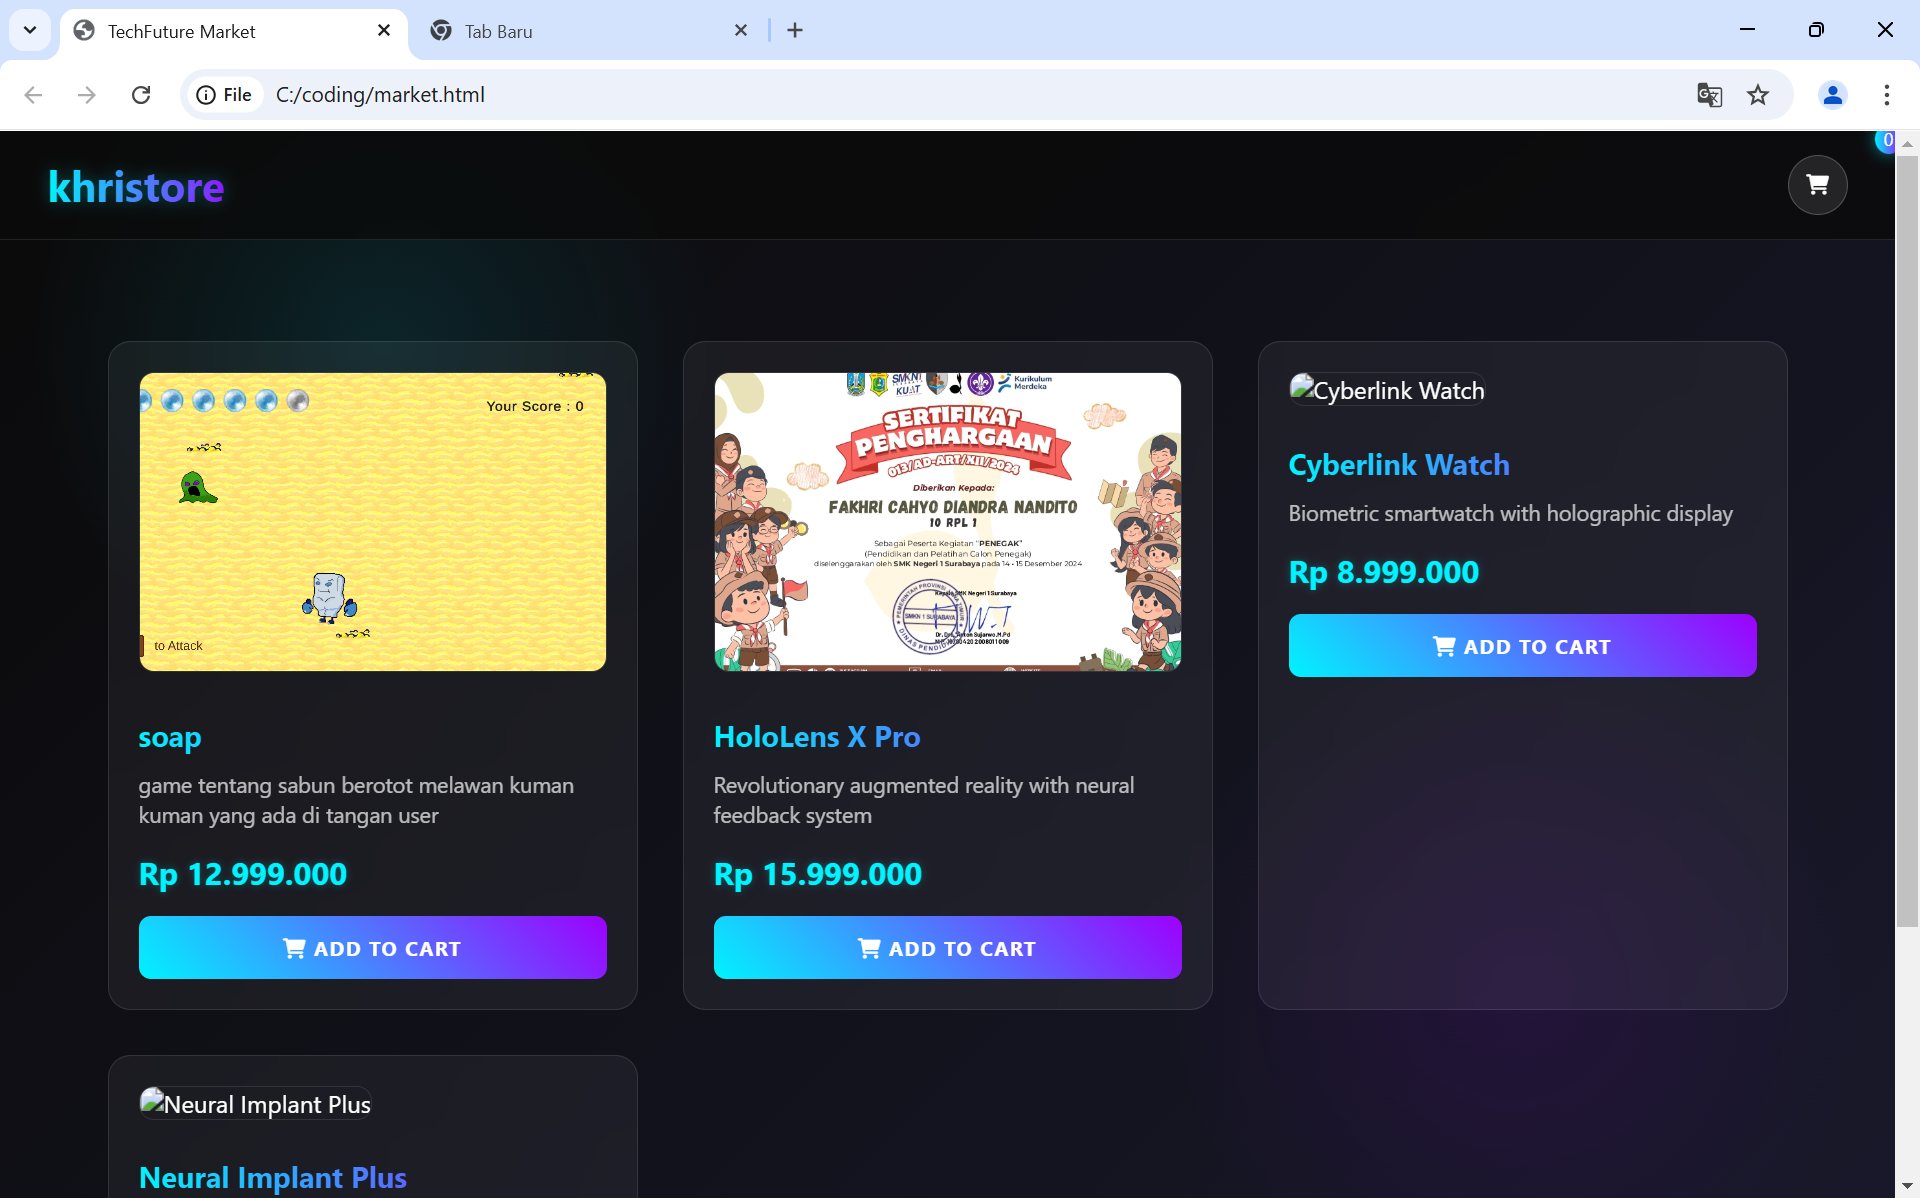 TechFuture Market
Tab Baru
File
C:/coding/market.html
0
khristore
Your Score : 0
to Attack
soap
game tentang sabun berotot melawan kuman
kuman yang ada di tangan user
Rp 12.999.000
ADD TO CART
SMKN 1
KUAT
Kurikulum
Merdeka
SERTIFIKAT
PENGHARGAAN
013/AD-ART/XII/2024
Diberikan Kepada:
FAKHRI CAHYO DIANDRA NANDITO
10 RPL 1
Sebagai Peserta Kegiatan "PENEGAK"
(Pendidikan dan Pelatihan Calon Penegak)
diselenggarakan oleh SMK Negeri 1 Surabaya pada 14 - 15 Desember 2024
Kepala SMK Negeri 1 Surabaya
SMKN 1 SURABAYA
HoloLens X Pro
Revolutionary augmented reality with neural
feedback system
Rp 15.999.000
ADD TO CART
Cyberlink Watch
Cyberlink Watch
Biometric smartwatch with holographic display
Rp 8.999.000
ADD TO CART
Neural Implant Plus
Neural Implant Plus